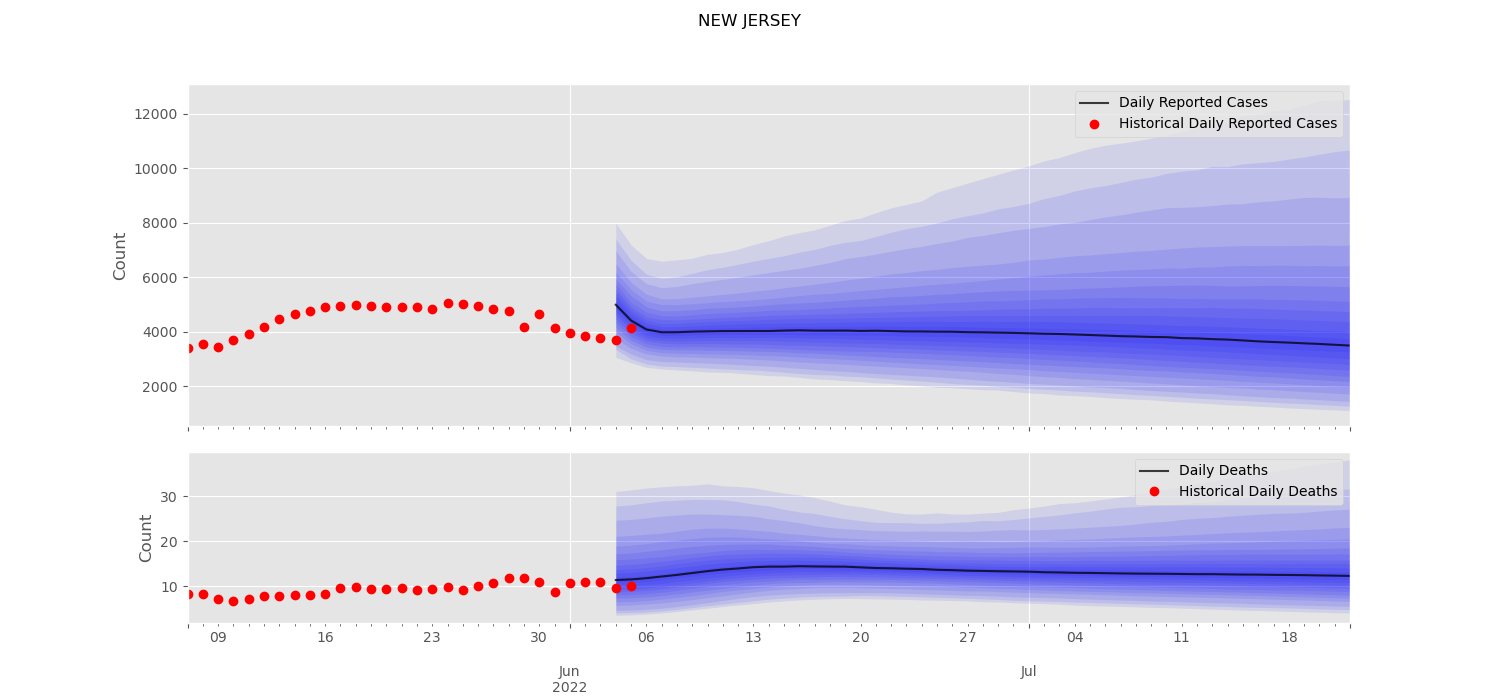 NEW JERSEY
Daily Reported Cases
Historical Daily Reported Cases
12000
10000
8000
6000
4000
2000
Count
Daily Deaths
Historical Daily Deaths
30
20
10
Count
09 16 23 30 06 13 20 27 04 11 18
Jun Jul
2022